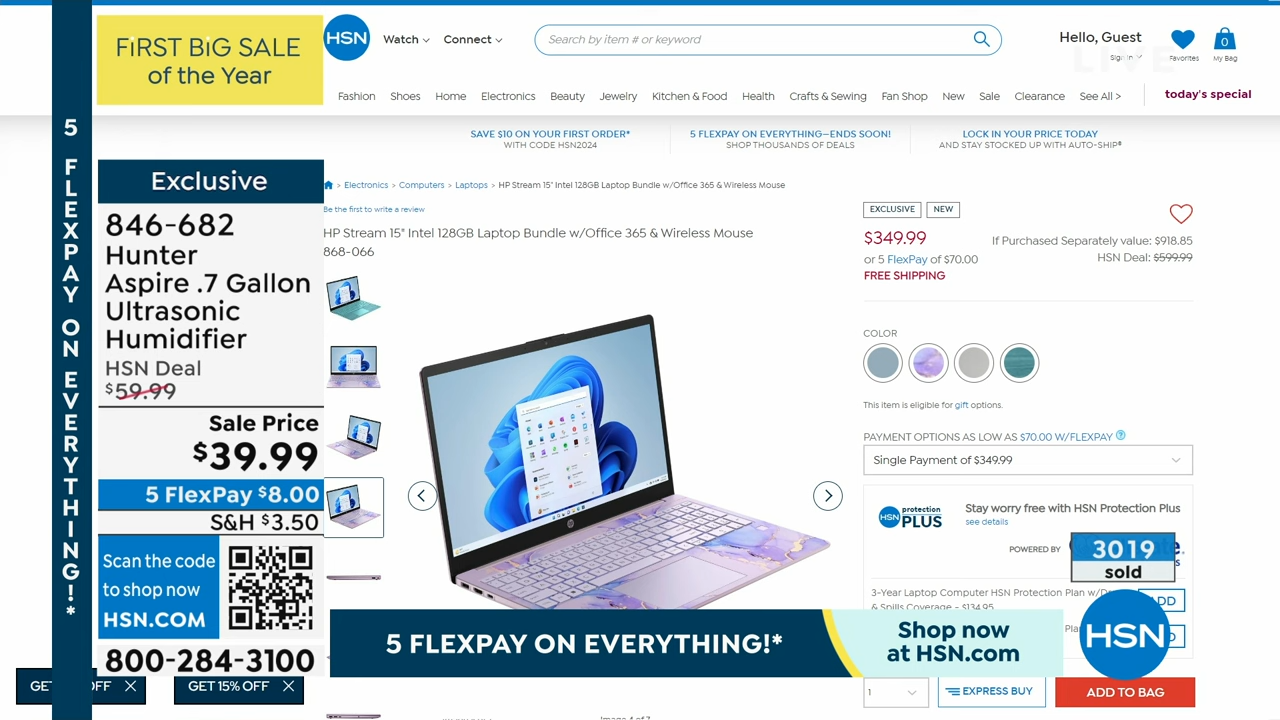 5 FLEXPAY ON EVERYTHING!*
FIRST BIG SALE
of the Year
Exclusive
846-682
Hunter
Aspire .7 Gallon
Ultrasonic
Humidifier
HSN Deal
$59.99
Sale Price
$39.99
5 FlexPay $8.00
S&H $3.50
Scan the code
to shop now
HSN.COM
800-284-3100
GET 15% OFF X
HSN
Watch
Connect
Search by item # or keyword
Hello, Guest
Sign In
LIVE
Favorites
0
My Bag
Fashion Shoes Home Electronics Beauty Jewelry Kitchen & Food Health Crafts & Sewing Fan Shop New Sale Clearance See All >
today's special
SAVE $10 ON YOUR FIRST ORDER*
WITH CODE HSN2024
5 FLEXPAY ON EVERYTHING—ENDS SOON!
SHOP THOUSANDS OF DEALS
LOCK IN YOUR PRICE TODAY
AND STAY STOCKED UP WITH AUTO-SHIP®
> Electronics > Computers > Laptops > HP Stream 15" Intel 128GB Laptop Bundle w/Office 365 & Wireless Mouse
Be the first to write a review
HP Stream 15" Intel 128GB Laptop Bundle w/Office 365 & Wireless Mouse
868-066
EXCLUSIVE NEW
$349.99
or 5 FlexPay of $70.00
FREE SHIPPING
If Purchased Separately value: $918.85
HSN Deal: $599.99
COLOR
This item is eligible for gift options.
PAYMENT OPTIONS AS LOW AS $70.00 W/FLEXPAY
Single Payment of $349.99
HSN protection PLUS
Stay worry free with HSN Protection Plus
see details
POWERED BY
3019
sold
3-Year Laptop Computer HSN Protection Plan w/
& Spills Coverage - $134.95
ADD
5 FLEXPAY ON EVERYTHING!*
Shop now
at HSN.com
HSN
1
EXPRESS BUY
ADD TO BAG